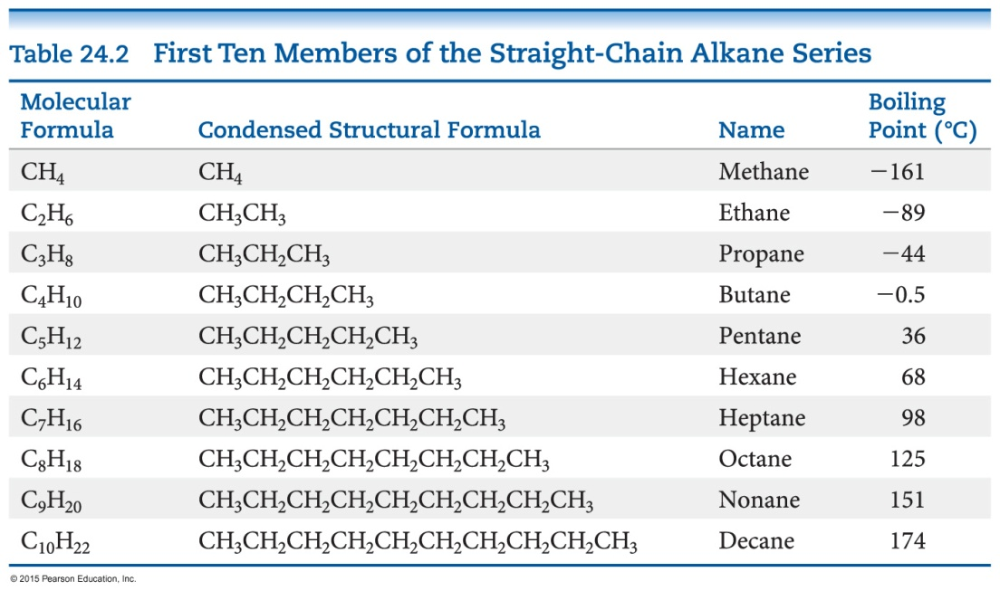 Table 24.2 First Ten Members of the Straight-Chain Alkane Series
Molecular Formula Condensed Structural Formula Name Boiling Point (°C)
CH₄ CH₄ Methane −161
C₂H₆ CH₃CH₃ Ethane −89
C₃H₈ CH₃CH₂CH₃ Propane −44
C₄H₁₀ CH₃CH₂CH₂CH₃ Butane −0.5
C₅H₁₂ CH₃CH₂CH₂CH₂CH₃ Pentane 36
C₆H₁₄ CH₃CH₂CH₂CH₂CH₂CH₃ Hexane 68
C₇H₁₆ CH₃CH₂CH₂CH₂CH₂CH₂CH₃ Heptane 98
C₈H₁₈ CH₃CH₂CH₂CH₂CH₂CH₂CH₂CH₃ Octane 125
C₉H₂₀ CH₃CH₂CH₂CH₂CH₂CH₂CH₂CH₂CH₃ Nonane 151
C₁₀H₂₂ CH₃CH₂CH₂CH₂CH₂CH₂CH₂CH₂CH₂CH₃ Decane 174
© 2015 Pearson Education, Inc.